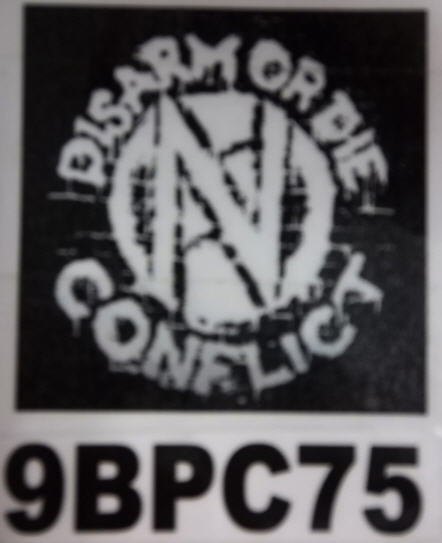 DISARM OR DIE
N
CONFLICT
9BPC75